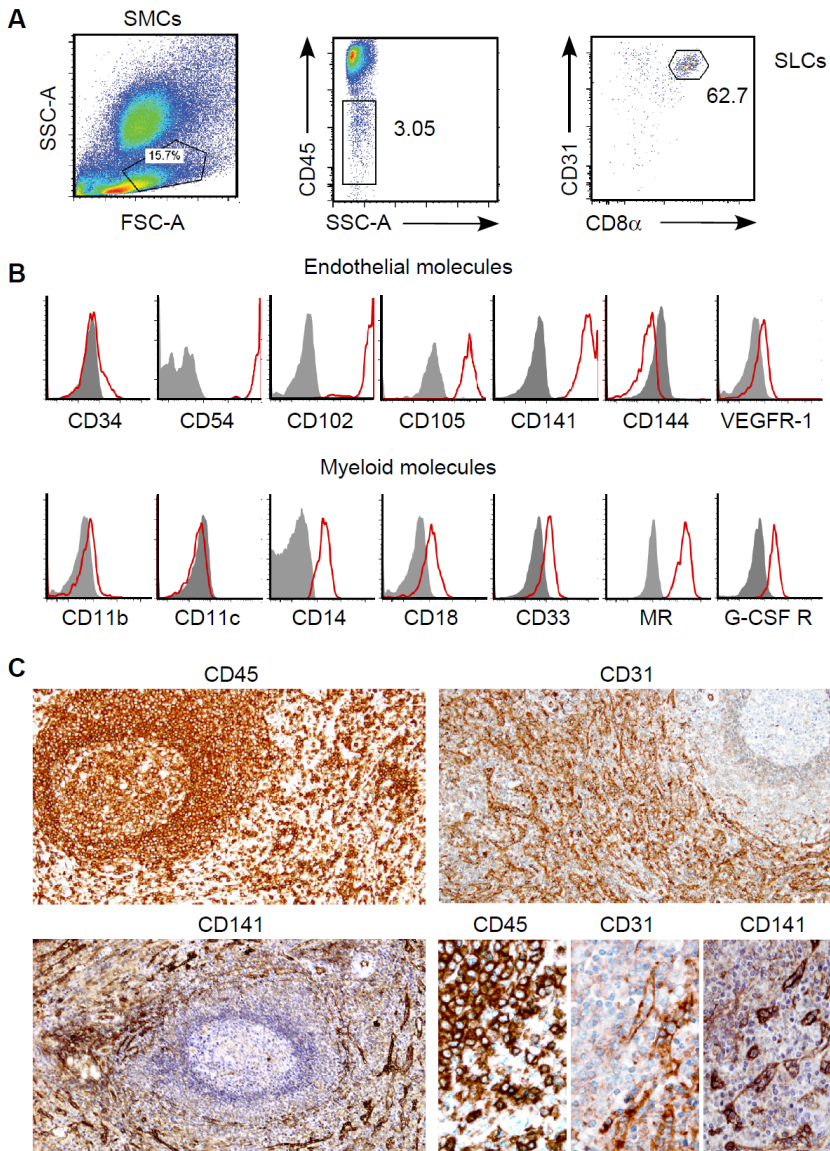 A
SMCs
SLCs
SSC-A
15.7%
FSC-A
CD45
3.05
SSC-A
CD31
62.7
CD8α
B
Endothelial molecules
CD34 CD54 CD102 CD105 CD141 CD144 VEGFR-1
Myeloid molecules
CD11b CD11c CD14 CD18 CD33 MR G-CSF R
C
CD45 CD31
CD141 CD45 CD31 CD141